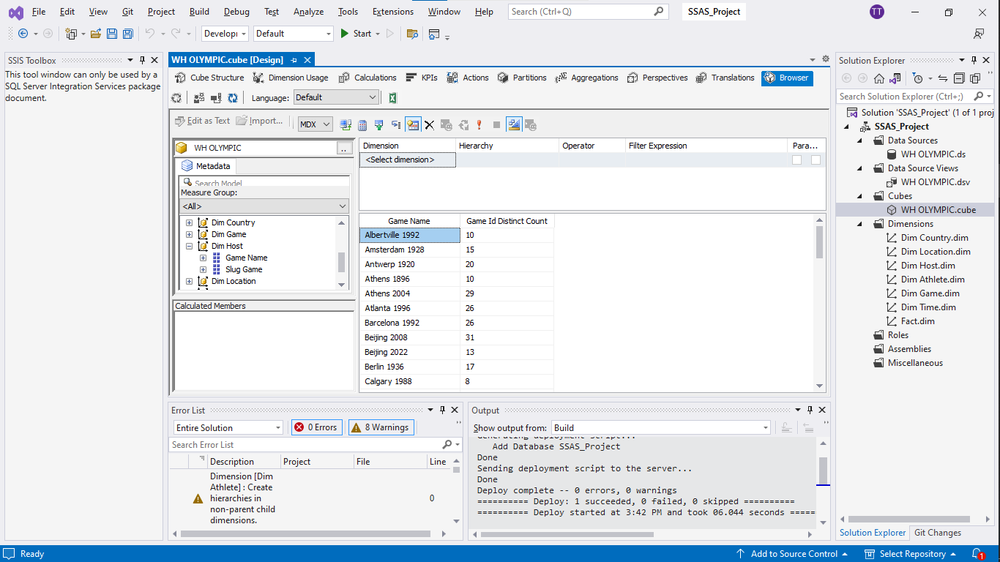 File Edit View Git Project Build Debug Test Analyze Tools Extensions Window Help Search (Ctrl+Q) SSAS_Project TT
Develop Default Start
SSIS Toolbox
This tool window can only be used by a
SQL Server Integration Services package
document.
WH OLYMPIC.cube [Design]
Cube Structure Dimension Usage Calculations KPIs Actions Partitions Aggregations Perspectives Translations Browser
Language: Default
Edit as Text Import... MDX
WH OLYMPIC ..
Metadata
Search Model
Measure Group:
<All>
Dim Country
Dim Game
Dim Host
Game Name
Slug Game
Dim Location
Calculated Members
Dimension Hierarchy Operator Filter Expression Para...
<Select dimension>
Game Name Game Id Distinct Count
Albertville 1992 10
Amsterdam 1928 15
Antwerp 1920 20
Athens 1896 10
Athens 2004 29
Atlanta 1996 26
Barcelona 1992 26
Beijing 2008 31
Beijing 2022 13
Berlin 1936 17
Calgary 1988 8
Error List
Entire Solution 0 Errors 8 Warnings
Search Error List
Description Project File Line
Dimension [Dim
Athlete] : Create
hierarchies in 0
non-parent child
dimensions.
Output
Show output from: Build
Generating deployment script...
Add Database SSAS_Project
Done
Sending deployment script to the server...
Done
Deploy complete -- 0 errors, 0 warnings
========== Deploy: 1 succeeded, 0 failed, 0 skipped ==========
========== Deploy started at 3:42 PM and took 06.044 seconds ======
Solution Explorer
Search Solution Explorer (Ctrl+;)
Solution 'SSAS_Project' (1 of 1 proj
SSAS_Project
Data Sources
WH OLYMPIC.ds
Data Source Views
WH OLYMPIC.dsv
Cubes
WH OLYMPIC.cube
Dimensions
Dim Country.dim
Dim Location.dim
Dim Host.dim
Dim Athlete.dim
Dim Game.dim
Dim Time.dim
Fact.dim
Roles
Assemblies
Miscellaneous
Solution Explorer Git Changes
Ready Add to Source Control Select Repository 1